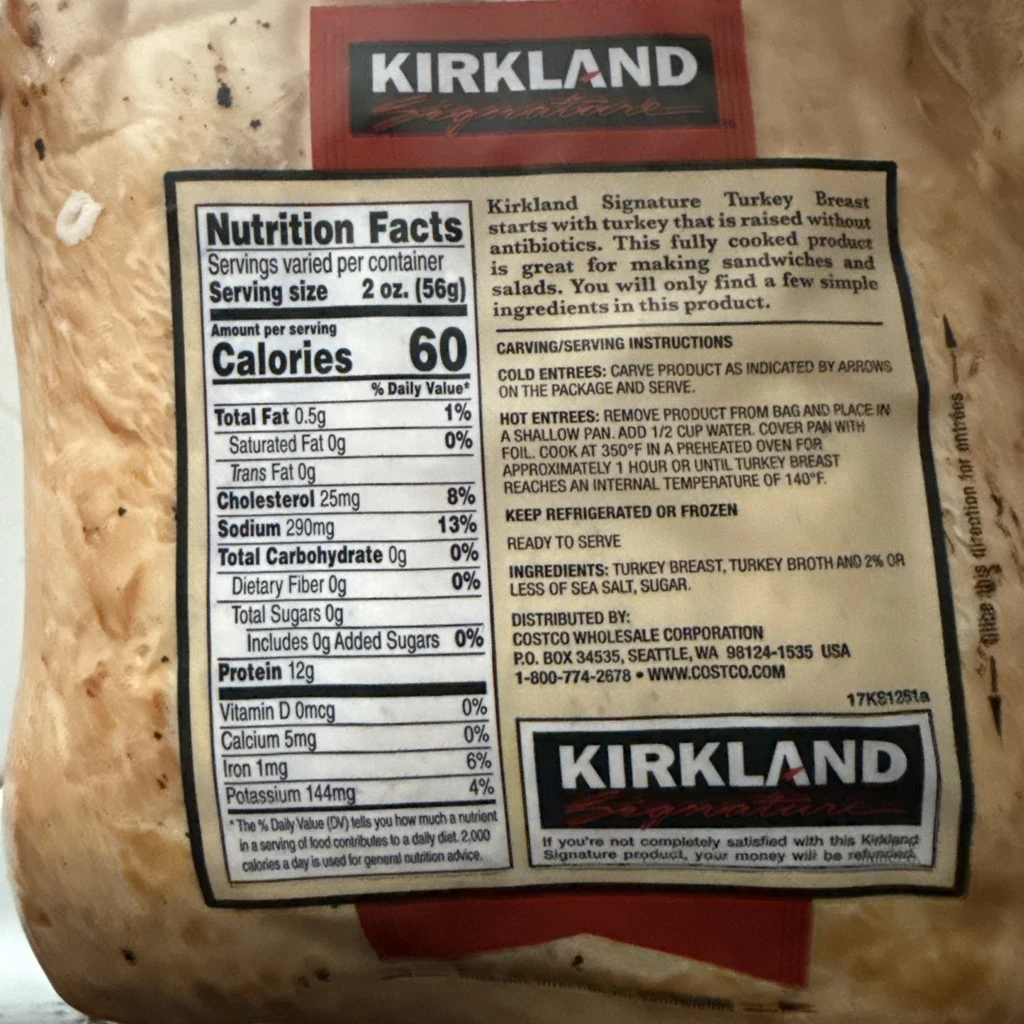 KIRKLAND
Signature
Nutrition Facts
Servings varied per container
Serving size 2 oz. (56g)
Amount per serving
Calories 60
% Daily Value*
Total Fat 0.5g 1%
Saturated Fat 0g 0%
Trans Fat 0g
Cholesterol 25mg 8%
Sodium 290mg 13%
Total Carbohydrate 0g 0%
Dietary Fiber 0g 0%
Total Sugars 0g
Includes 0g Added Sugars 0%
Protein 12g
Vitamin D 0mcg 0%
Calcium 5mg 0%
Iron 1mg 6%
Potassium 144mg 4%
* The % Daily Value (DV) tells you how much a nutrient
in a serving of food contributes to a daily diet. 2,000
calories a day is used for general nutrition advice.
Kirkland Signature Turkey Breast
starts with turkey that is raised without
antibiotics. This fully cooked product
is great for making sandwiches and
salads. You will only find a few simple
ingredients in this product.
CARVING/SERVING INSTRUCTIONS
COLD ENTREES: CARVE PRODUCT AS INDICATED BY ARROWS
ON THE PACKAGE AND SERVE.
HOT ENTREES: REMOVE PRODUCT FROM BAG AND PLACE IN
A SHALLOW PAN. ADD 1/2 CUP WATER. COVER PAN WITH
FOIL. COOK AT 350°F IN A PREHEATED OVEN FOR
APPROXIMATELY 1 HOUR OR UNTIL TURKEY BREAST
REACHES AN INTERNAL TEMPERATURE OF 140°F.
KEEP REFRIGERATED OR FROZEN
READY TO SERVE
INGREDIENTS: TURKEY BREAST, TURKEY BROTH AND 2% OR
LESS OF SEA SALT, SUGAR.
DISTRIBUTED BY:
COSTCO WHOLESALE CORPORATION
P.O. BOX 34535, SEATTLE, WA 98124-1535 USA
1-800-774-2678 • WWW.COSTCO.COM
17KS1251a
KIRKLAND
Signature
If you're not completely satisfied with this Kirkland
Signature product, your money will be refunded.
Slice this direction for entrées
sandwiches